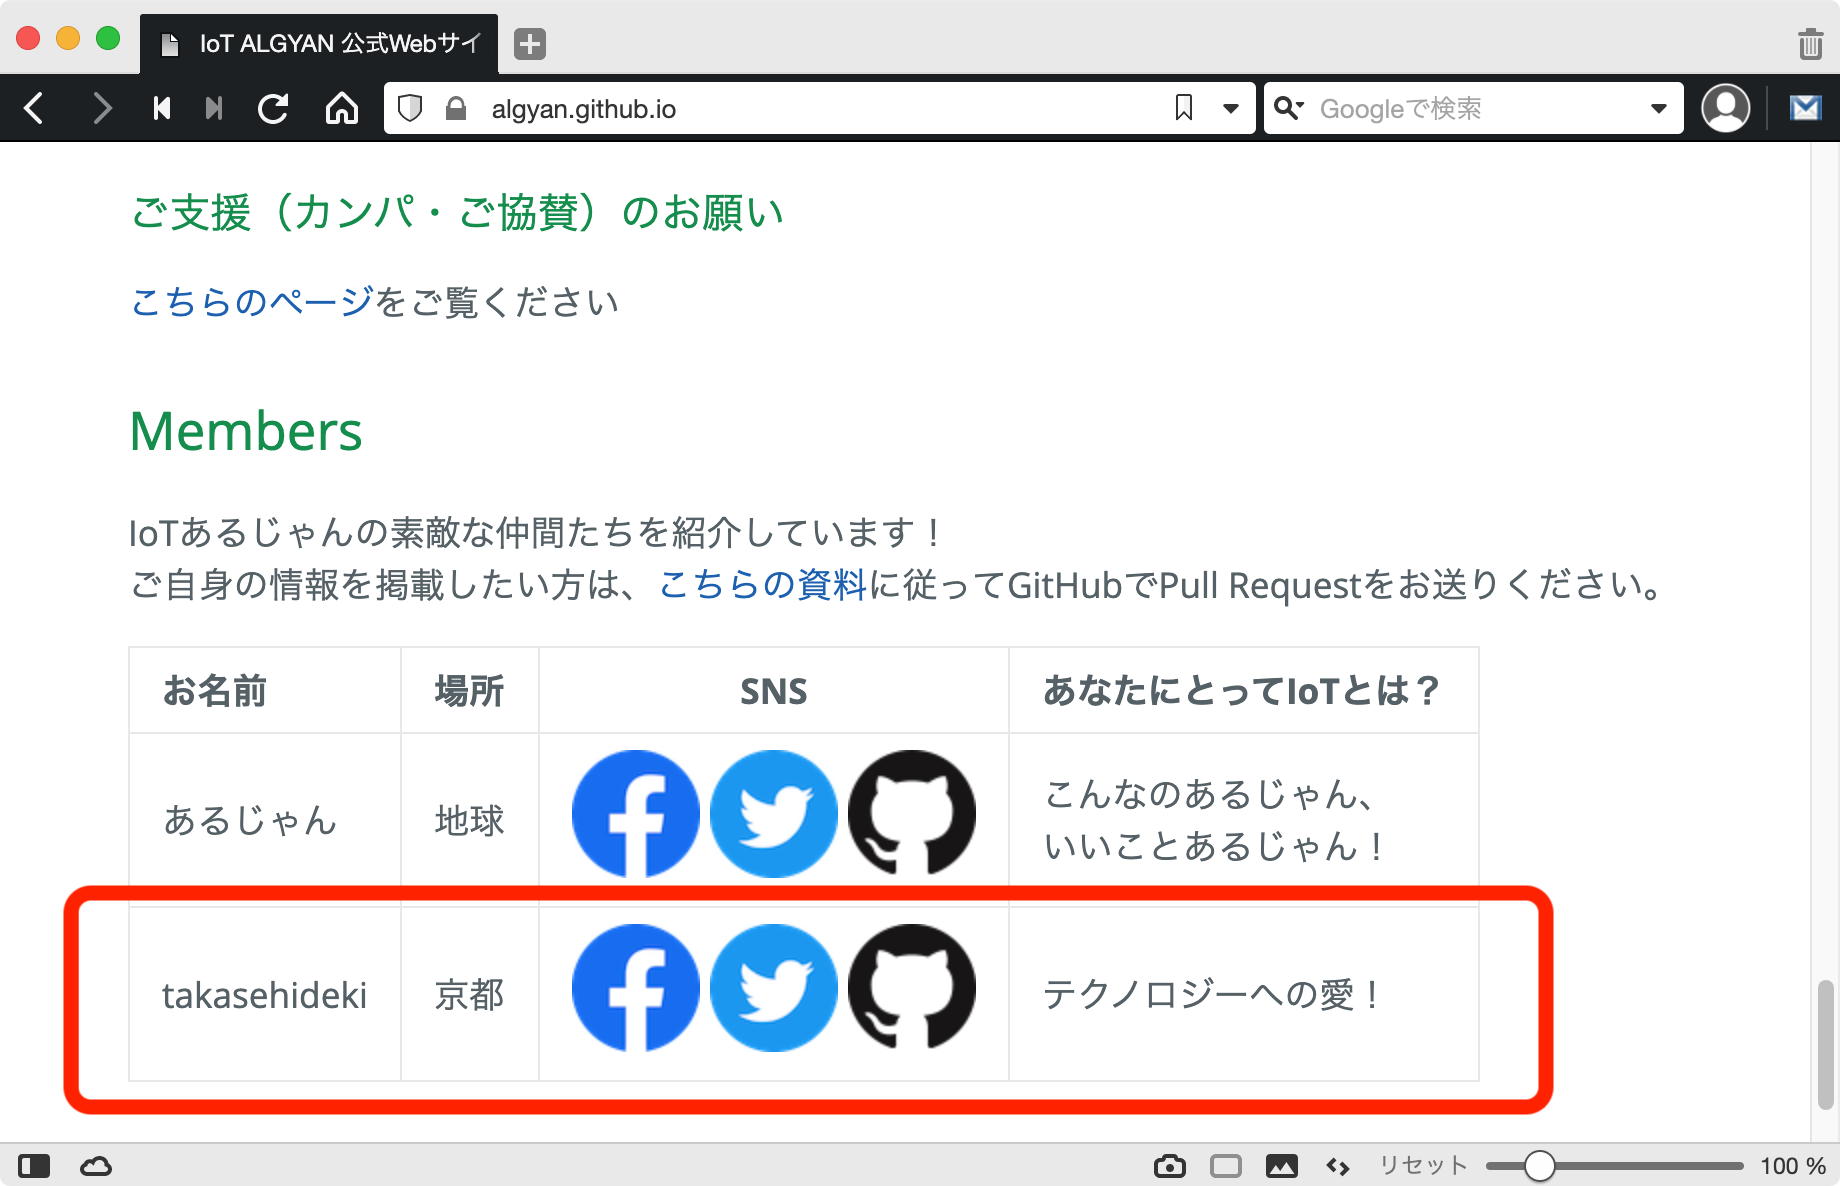 IoT ALGYAN 公式Webサイ
algyan.github.io
Googleで検索
ご支援（カンパ・ご協賛）のお願い
こちらのページをご覧ください
Members
IoTあるじゃんの素敵な仲間たちを紹介しています！
ご自身の情報を掲載したい方は、こちらの資料に従ってGitHubでPull Requestをお送りください。
お名前 場所 SNS あなたにとってIoTとは？
あるじゃん 地球 こんなのあるじゃん、
いいことあるじゃん！
takasehideki 京都 テクノロジーへの愛！
リセット 100 %